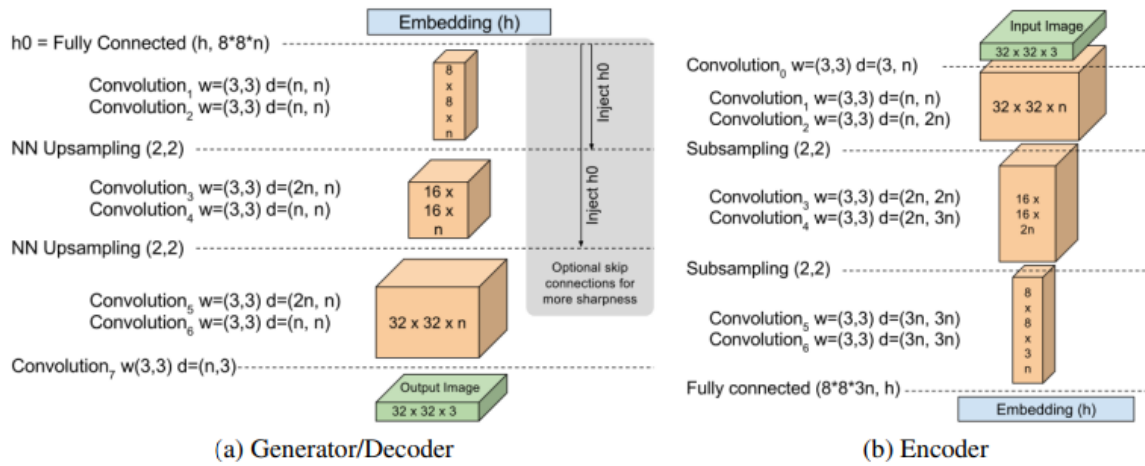 Embedding (h)
h0 = Fully Connected (h, 8*8*n)
Convolution₁ w=(3,3) d=(n, n)
Convolution₂ w=(3,3) d=(n, n)
8
x
8
x
n
Inject h0
NN Upsampling (2,2)
Convolution₃ w=(3,3) d=(2n, n)
Convolution₄ w=(3,3) d=(n, n)
16 x
16 x
n
Inject h0
NN Upsampling (2,2)
Optional skip
connections for
more sharpness
Convolution₅ w=(3,3) d=(2n, n)
Convolution₆ w=(3,3) d=(n, n)
32 x 32 x n
Convolution₇ w(3,3) d=(n,3)
Output Image
32 x 32 x 3
(a) Generator/Decoder
Input Image
32 x 32 x 3
Convolution₀ w=(3,3) d=(3, n)
Convolution₁ w=(3,3) d=(n, n)
Convolution₂ w=(3,3) d=(n, 2n)
32 x 32 x n
Subsampling (2,2)
Convolution₃ w=(3,3) d=(2n, 2n)
Convolution₄ w=(3,3) d=(2n, 3n)
16 x
16 x
2n
Subsampling (2,2)
Convolution₅ w=(3,3) d=(3n, 3n)
Convolution₆ w=(3,3) d=(3n, 3n)
8
x
8
x
3
n
Fully connected (8*8*3n, h)
Embedding (h)
(b) Encoder